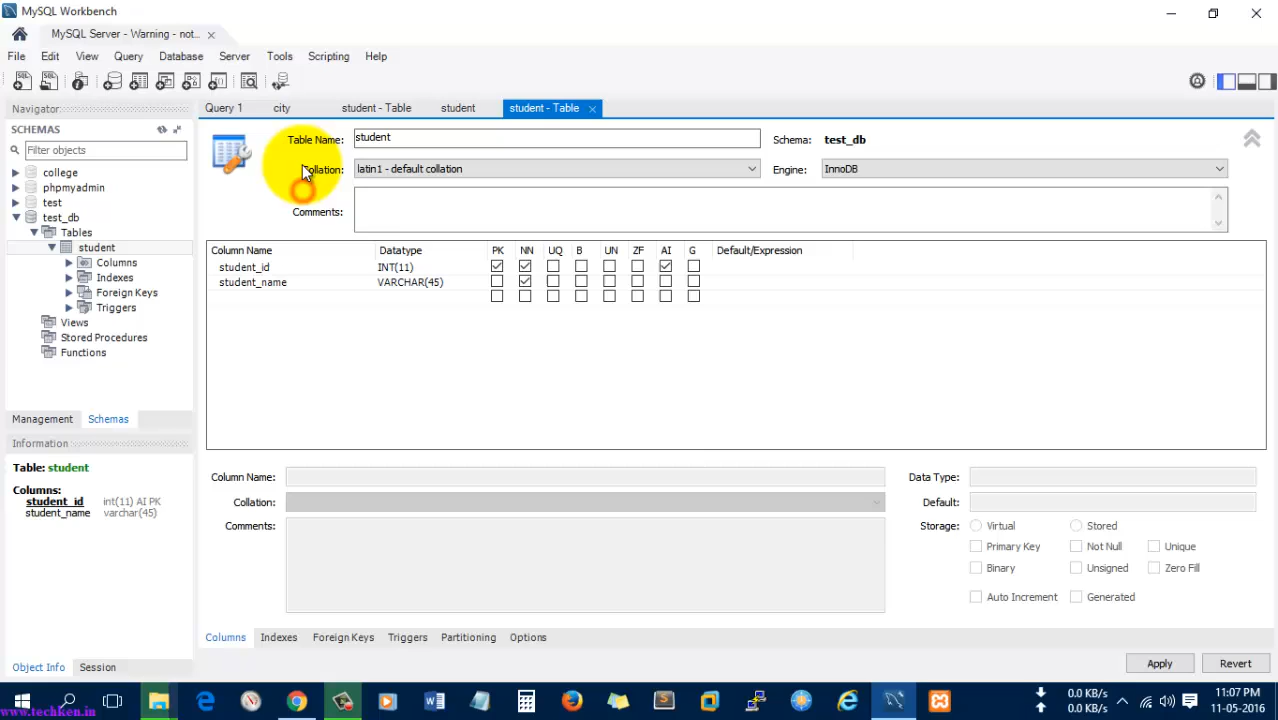 MySQL Workbench
MySQL Server - Warning - not...
File Edit View Query Database Server Tools Scripting Help
Navigator:
SCHEMAS
Filter objects
college
phpmyadmin
test
test_db
Tables
student
Columns
Indexes
Foreign Keys
Triggers
Views
Stored Procedures
Functions
Management Schemas
Information
Table: student
Columns:
student_id int(11) AI PK
student_name varchar(45)
Object Info Session
Query 1 city student - Table student student - Table
Table Name: student Schema: test_db
Collation: latin1 - default collation Engine: InnoDB
Comments:
Column Name Datatype PK NN UQ B UN ZF AI G Default/Expression
student_id INT(11)
student_name VARCHAR(45)
Column Name: Data Type:
Collation: Default:
Comments: Storage: Virtual Stored
Primary Key Not Null Unique
Binary Unsigned Zero Fill
Auto Increment Generated
Columns Indexes Foreign Keys Triggers Partitioning Options
Apply Revert
0.0 KB/s 11:07 PM
0.0 KB/s 11-05-2016
www.techken.in